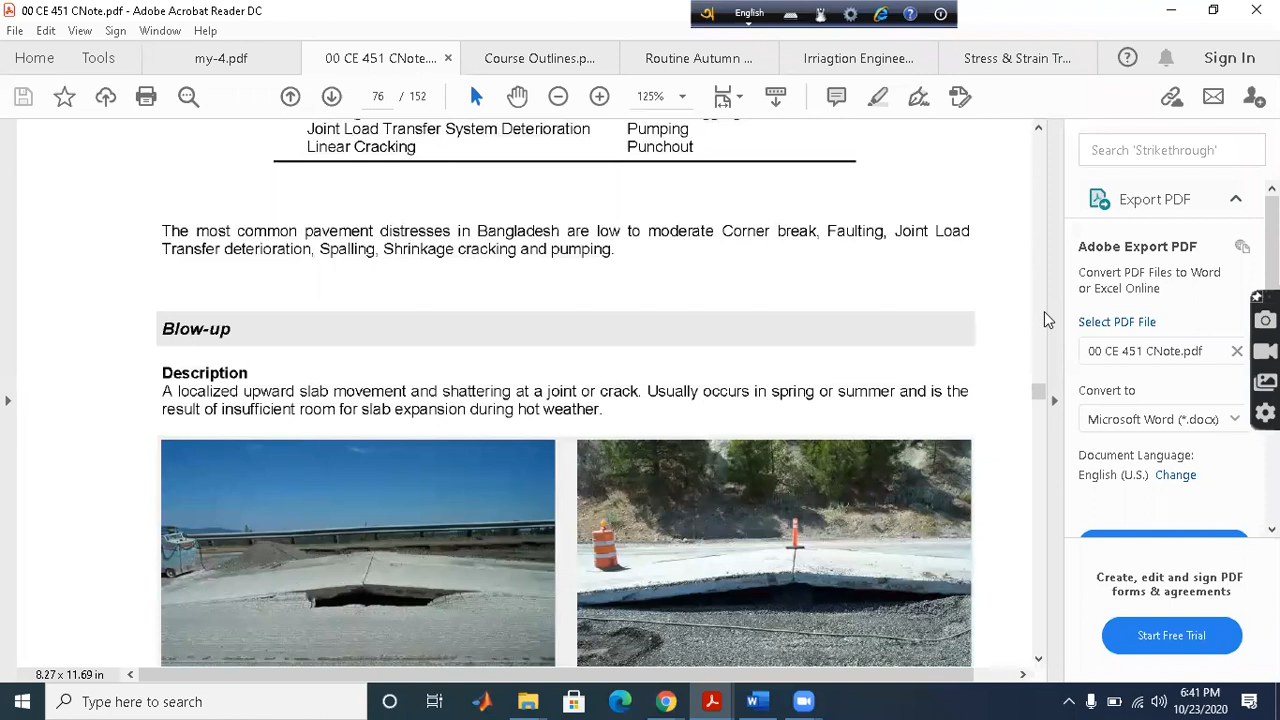 00 CE 451 CNote.pdf - Adobe Acrobat Reader DC
English
File Edit View Sign Window Help
Home Tools my-4.pdf 00 CE 451 CNote.... × Course Outlines.p... Routine Autumn ... Irriagtion Enginee... Stress & Strain Tr... Sign In
76 / 152 125%
Joint Load Transfer System Deterioration Pumping
Linear Cracking Punchout
The most common pavement distresses in Bangladesh are low to moderate Corner break, Faulting, Joint Load
Transfer deterioration, Spalling, Shrinkage cracking and pumping.
Blow-up
Description
A localized upward slab movement and shattering at a joint or crack. Usually occurs in spring or summer and is the
result of insufficient room for slab expansion during hot weather.
8.27 x 11.69 in
Search 'Strikethrough'
Export PDF
Adobe Export PDF
Convert PDF Files to Word
or Excel Online
Select PDF File
00 CE 451 CNote.pdf
Convert to
Microsoft Word (*.docx)
Document Language:
English (U.S.) Change
Create, edit and sign PDF
forms & agreements
Start Free Trial
Type here to search
6:41 PM
10/23/2020